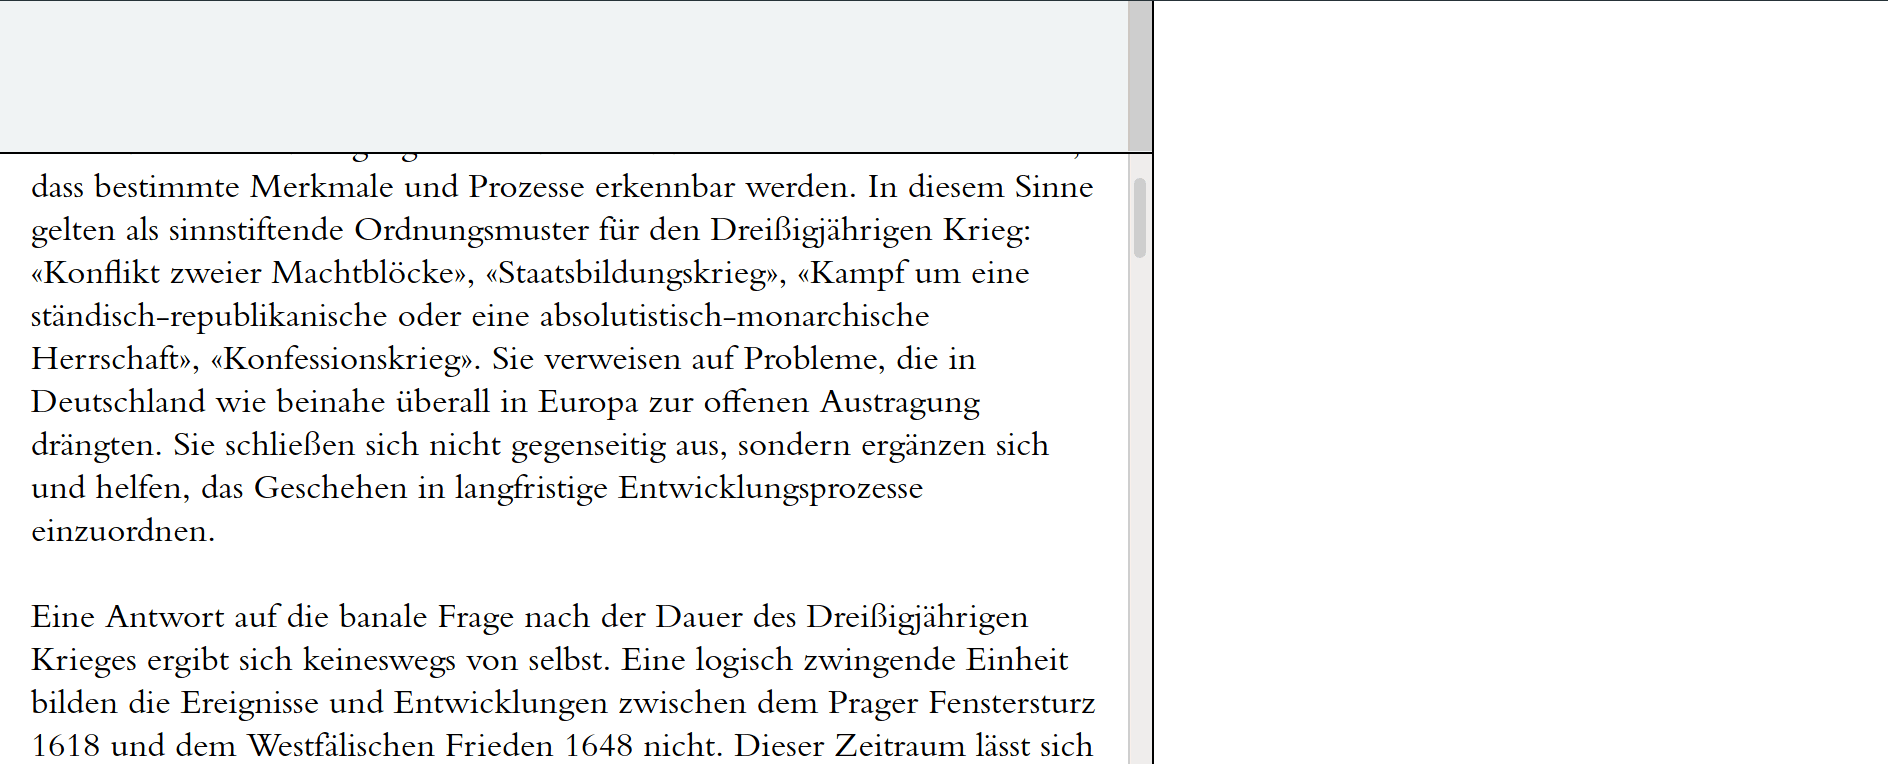 dass bestimmte Merkmale und Prozesse erkennbar werden. In diesem Sinne
gelten als sinnstiftende Ordnungsmuster für den Dreißigjährigen Krieg:
«Konflikt zweier Machtblöcke», «Staatsbildungskrieg», «Kampf um eine
ständisch-republikanische oder eine absolutistisch-monarchische
Herrschaft», «Konfessionskrieg». Sie verweisen auf Probleme, die in
Deutschland wie beinahe überall in Europa zur offenen Austragung
drängten. Sie schließen sich nicht gegenseitig aus, sondern ergänzen sich
und helfen, das Geschehen in langfristige Entwicklungsprozesse
einzuordnen.
Eine Antwort auf die banale Frage nach der Dauer des Dreißigjährigen
Krieges ergibt sich keineswegs von selbst. Eine logisch zwingende Einheit
bilden die Ereignisse und Entwicklungen zwischen dem Prager Fenstersturz
1618 und dem Westfälischen Frieden 1648 nicht. Dieser Zeitraum lässt sich